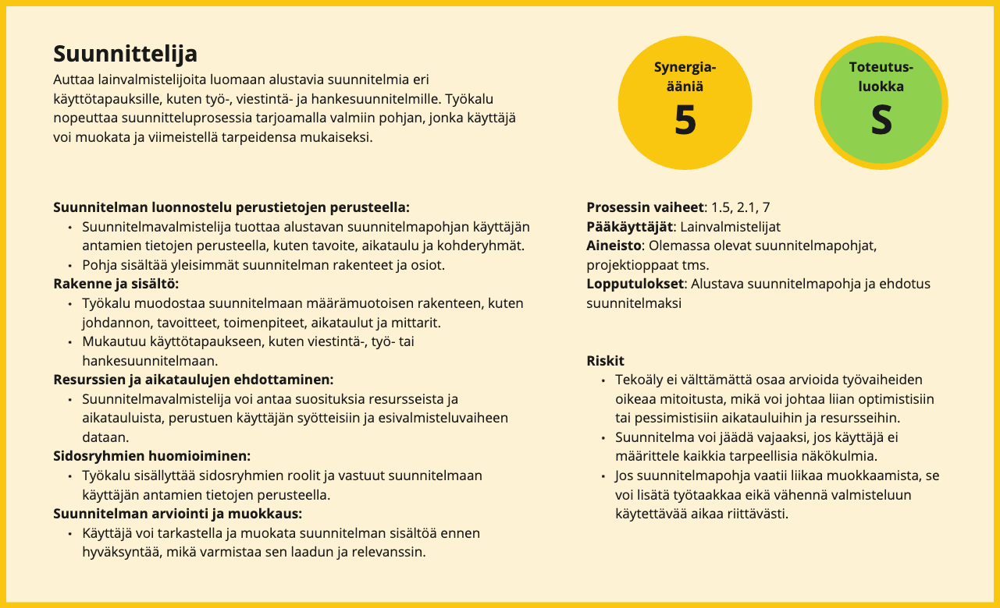 Suunnittelija
Auttaa lainvalmistelijoita luomaan alustavia suunnitelmia eri
käyttötapauksille, kuten työ-, viestintä- ja hankesuunnitelmille. Työkalu
nopeuttaa suunnitteluprosessia tarjoamalla valmiin pohjan, jonka käyttäjä
voi muokata ja viimeistellä tarpeidensa mukaiseksi.
Synergia-
ääniä
5
Toteutus-
luokka
S
Suunnitelman luonnostelu perustietojen perusteella:
• Suunnitelmavalmistelija tuottaa alustavan suunnitelmapohjan käyttäjän
antamien tietojen perusteella, kuten tavoite, aikataulu ja kohderyhmät.
• Pohja sisältää yleisimmät suunnitelman rakenteet ja osiot.
Rakenne ja sisältö:
• Työkalu muodostaa suunnitelmaan määrämuotoisen rakenteen, kuten
johdannon, tavoitteet, toimenpiteet, aikataulut ja mittarit.
• Mukautuu käyttötapaukseen, kuten viestintä-, työ- tai
hankesuunnitelmaan.
Resurssien ja aikataulujen ehdottaminen:
• Suunnitelmavalmistelija voi antaa suosituksia resursseista ja
aikatauluista, perustuen käyttäjän syötteisiin ja esivalmisteluvaiheen
dataan.
Sidosryhmien huomioiminen:
• Työkalu sisällyttää sidosryhmien roolit ja vastuut suunnitelmaan
käyttäjän antamien tietojen perusteella.
Suunnitelman arviointi ja muokkaus:
• Käyttäjä voi tarkastella ja muokata suunnitelman sisältöä ennen
hyväksyntää, mikä varmistaa sen laadun ja relevanssin.
Prosessin vaiheet: 1.5, 2.1, 7
Pääkäyttäjät: Lainvalmistelijat
Aineisto: Olemassa olevat suunnitelmapohjat,
projektioppaat tms.
Lopputulokset: Alustava suunnitelmapohja ja ehdotus
suunnitelmaksi
Riskit
• Tekoäly ei välttämättä osaa arvioida työvaiheiden
oikeaa mitoitusta, mikä voi johtaa liian optimistisiin
tai pessimistisiin aikatauluihin ja resursseihin.
• Suunnitelma voi jäädä vajaaksi, jos käyttäjä ei
määrittele kaikkia tarpeellisia näkökulmia.
• Jos suunnitelmapohja vaatii liikaa muokkaamista, se
voi lisätä työtaakkaa eikä vähennä valmisteluun
käytettävää aikaa riittävästi.